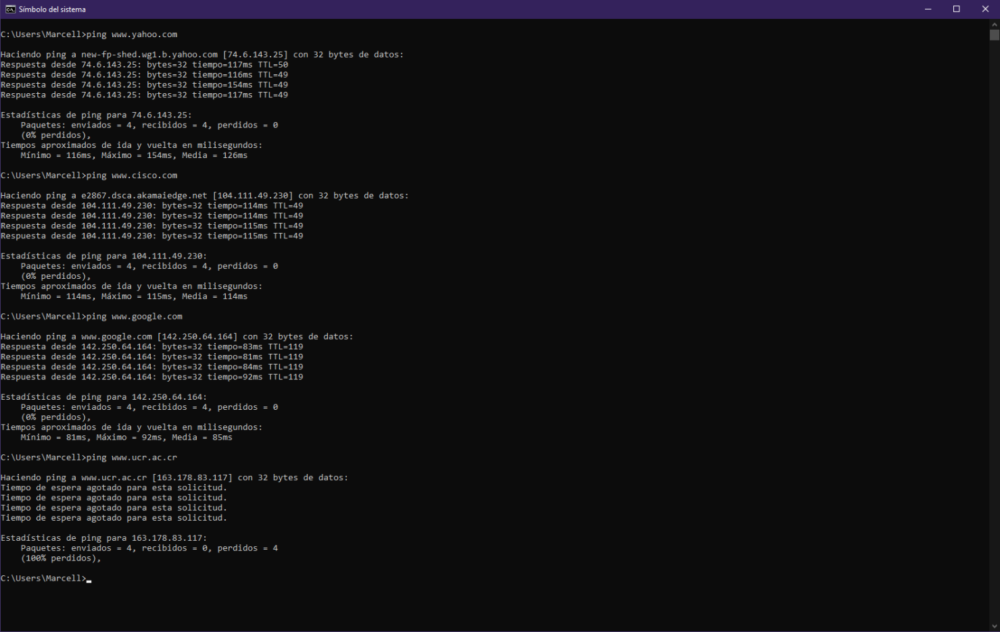 Símbolo del sistema
C:\Users\Marcell>ping www.yahoo.com
Haciendo ping a new-fp-shed.wg1.b.yahoo.com [74.6.143.25] con 32 bytes de datos:
Respuesta desde 74.6.143.25: bytes=32 tiempo=117ms TTL=50
Respuesta desde 74.6.143.25: bytes=32 tiempo=116ms TTL=49
Respuesta desde 74.6.143.25: bytes=32 tiempo=154ms TTL=49
Respuesta desde 74.6.143.25: bytes=32 tiempo=117ms TTL=49
Estadísticas de ping para 74.6.143.25:
Paquetes: enviados = 4, recibidos = 4, perdidos = 0
(0% perdidos),
Tiempos aproximados de ida y vuelta en milisegundos:
Mínimo = 116ms, Máximo = 154ms, Media = 126ms
C:\Users\Marcell>ping www.cisco.com
Haciendo ping a e2867.dsca.akamaiedge.net [104.111.49.230] con 32 bytes de datos:
Respuesta desde 104.111.49.230: bytes=32 tiempo=114ms TTL=49
Respuesta desde 104.111.49.230: bytes=32 tiempo=114ms TTL=49
Respuesta desde 104.111.49.230: bytes=32 tiempo=115ms TTL=49
Respuesta desde 104.111.49.230: bytes=32 tiempo=115ms TTL=49
Estadísticas de ping para 104.111.49.230:
Paquetes: enviados = 4, recibidos = 4, perdidos = 0
(0% perdidos),
Tiempos aproximados de ida y vuelta en milisegundos:
Mínimo = 114ms, Máximo = 115ms, Media = 114ms
C:\Users\Marcell>ping www.google.com
Haciendo ping a www.google.com [142.250.64.164] con 32 bytes de datos:
Respuesta desde 142.250.64.164: bytes=32 tiempo=83ms TTL=119
Respuesta desde 142.250.64.164: bytes=32 tiempo=81ms TTL=119
Respuesta desde 142.250.64.164: bytes=32 tiempo=84ms TTL=119
Respuesta desde 142.250.64.164: bytes=32 tiempo=92ms TTL=119
Estadísticas de ping para 142.250.64.164:
Paquetes: enviados = 4, recibidos = 4, perdidos = 0
(0% perdidos),
Tiempos aproximados de ida y vuelta en milisegundos:
Mínimo = 81ms, Máximo = 92ms, Media = 85ms
C:\Users\Marcell>ping www.ucr.ac.cr
Haciendo ping a www.ucr.ac.cr [163.178.83.117] con 32 bytes de datos:
Tiempo de espera agotado para esta solicitud.
Tiempo de espera agotado para esta solicitud.
Tiempo de espera agotado para esta solicitud.
Tiempo de espera agotado para esta solicitud.
Estadísticas de ping para 163.178.83.117:
Paquetes: enviados = 4, recibidos = 0, perdidos = 4
(100% perdidos),
C:\Users\Marcell>